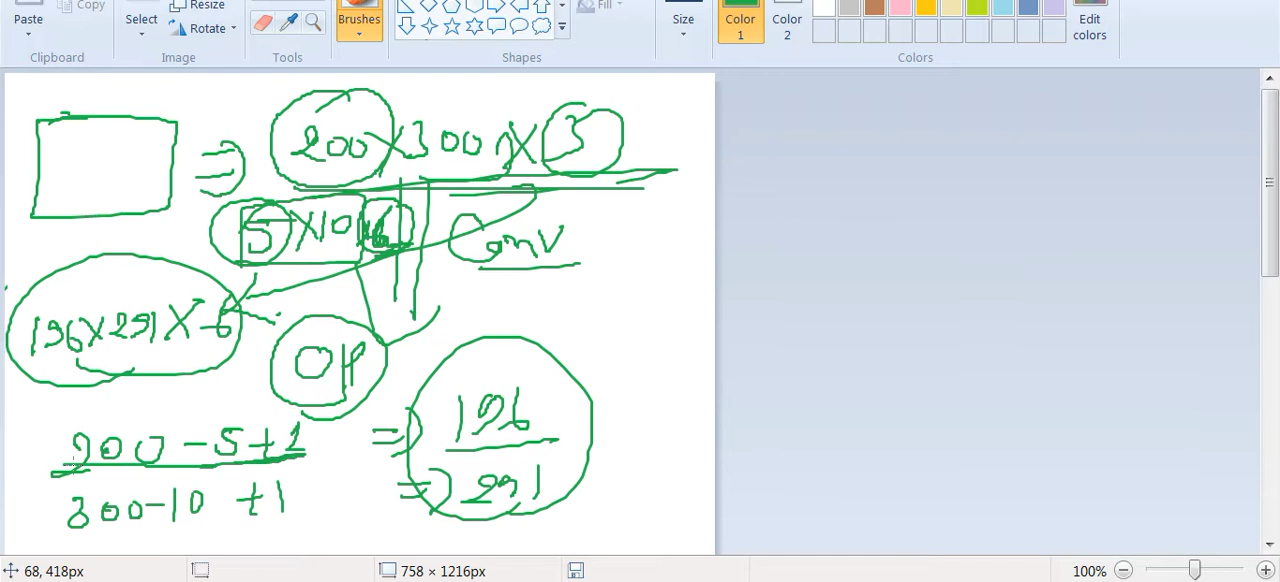 Copy
Paste
Select
Resize
Rotate
Brushes
Fill
Size
Color 1
Color 2
Edit colors
Clipboard
Image
Tools
Shapes
Colors
⇒ 200 X 300 X 3
5 X 10 X 6 Conv
196 X 291 X 6
O/P
200 - 5 + 1 ⇒ 196
300 - 10 + 1 ⇒ 291
68, 418px
758 × 1216px
100%